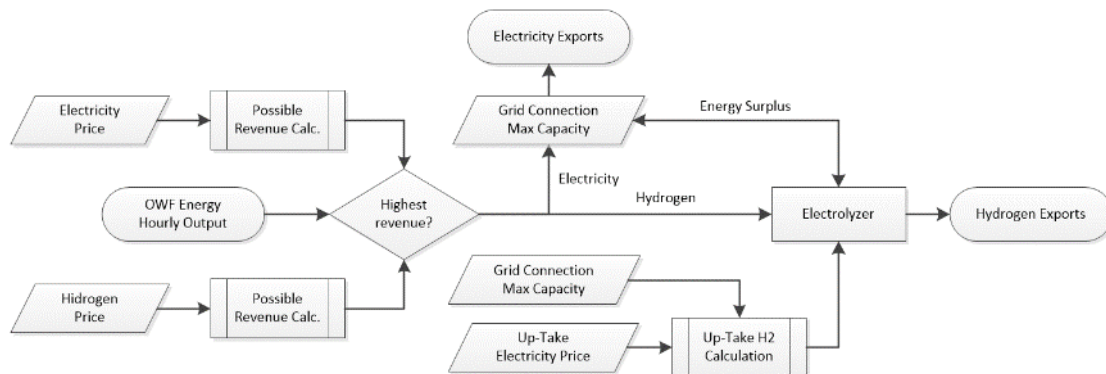 Electricity Exports
Electricity
Price
Possible
Revenue Calc.
Grid Connection
Max Capacity
Energy Surplus
Electricity
OWF Energy
Hourly Output
Highest
revenue?
Hydrogen
Electrolyzer
Hydrogen Exports
Hidrogen
Price
Possible
Revenue Calc.
Grid Connection
Max Capacity
Up-Take
Electricity Price
Up-Take H2
Calculation